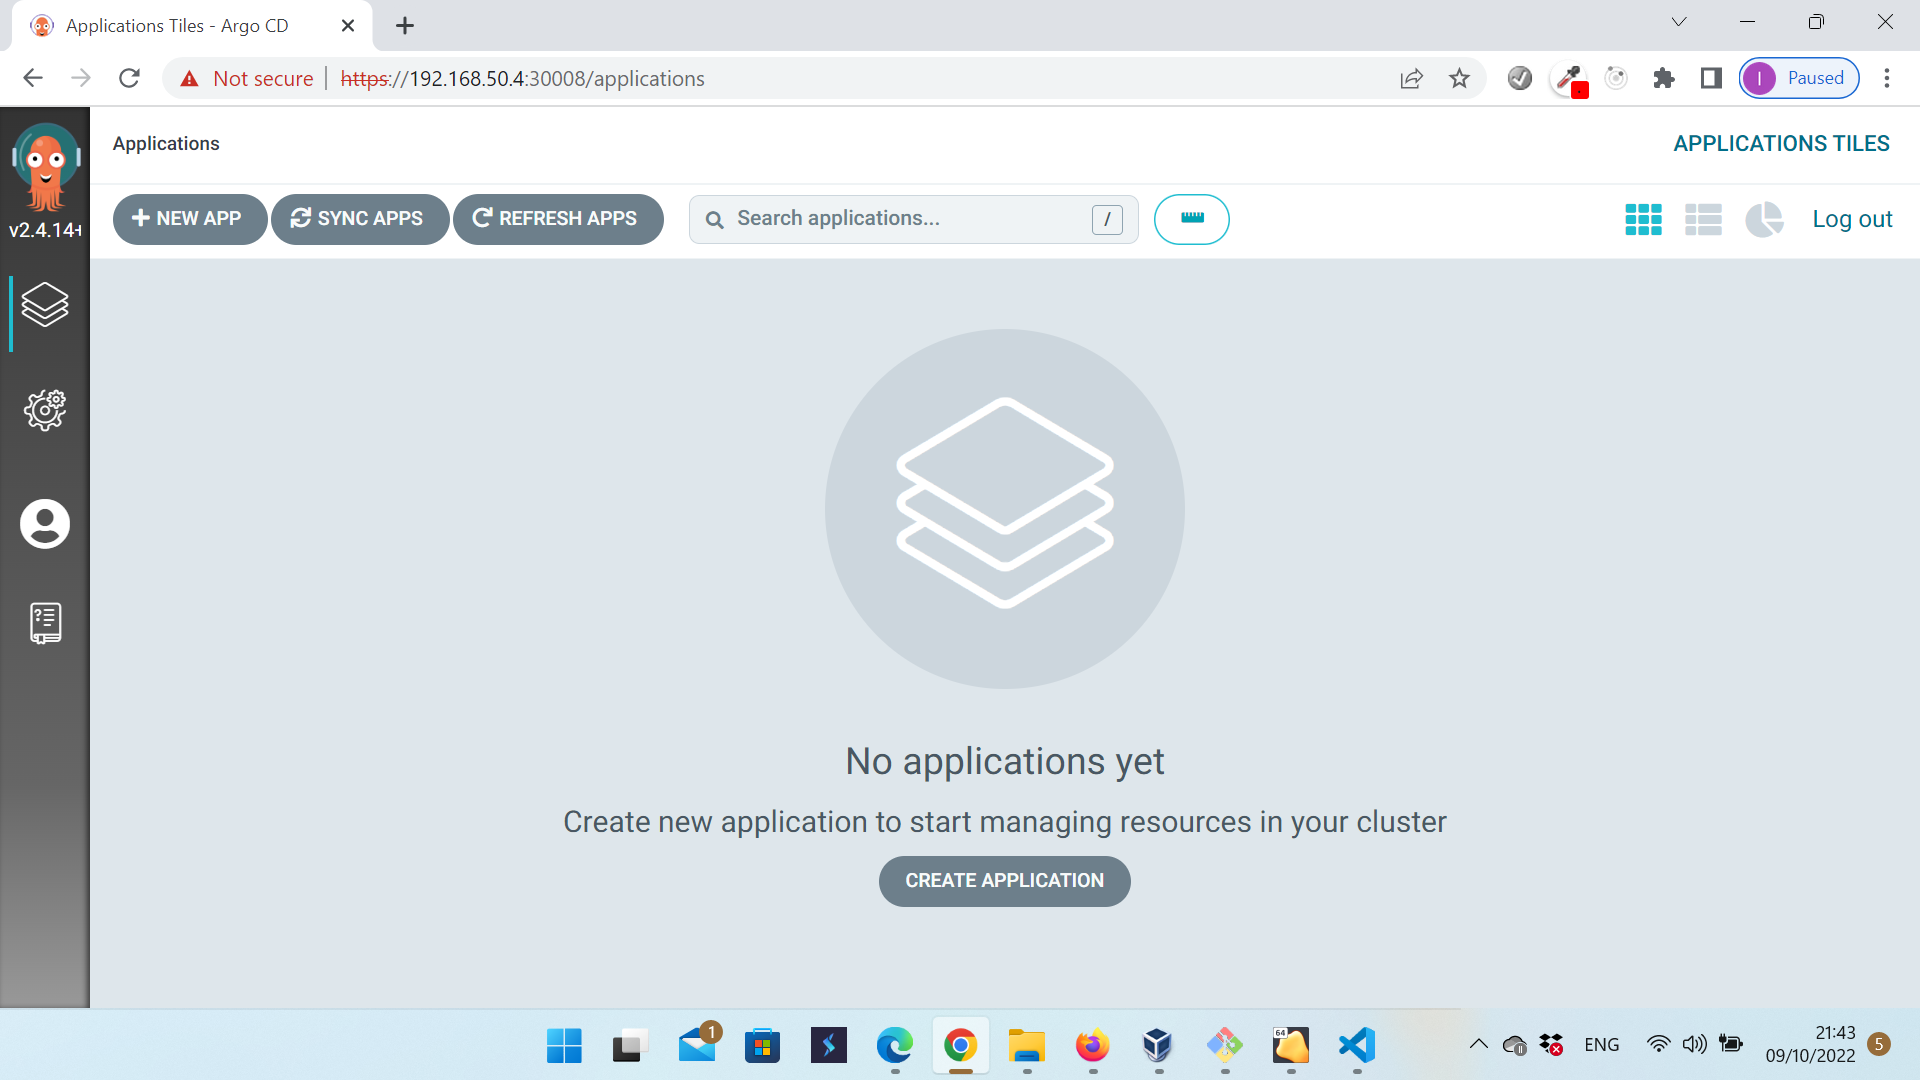 Applications Tiles - Argo CD
Not secure https://192.168.50.4:30008/applications
I Paused
v2.4.14+
Applications
APPLICATIONS TILES
NEW APP SYNC APPS REFRESH APPS Search applications... / Log out
No applications yet
Create new application to start managing resources in your cluster
CREATE APPLICATION
1
64
ENG
21:43
09/10/2022
5